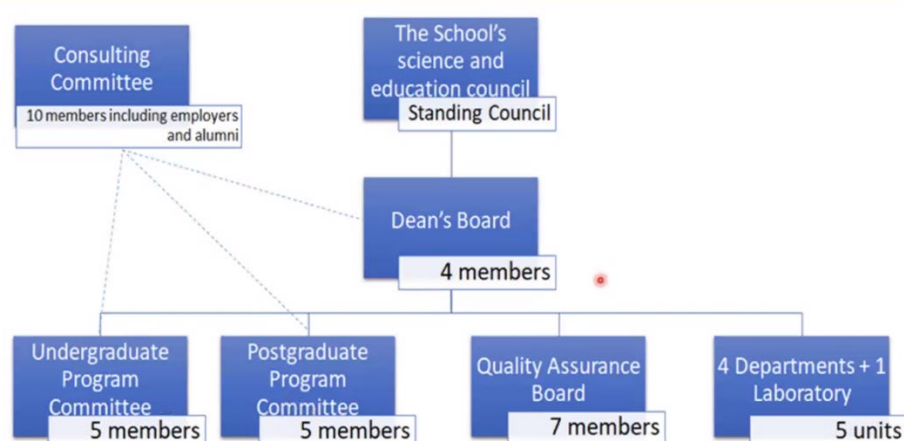 Consulting
Committee
10 members including employers
and alumni
The School's
science and
education council
Standing Council
Dean's Board
4 members
Undergraduate
Program
Committee
5 members
Postgraduate
Program
Committee
5 members
Quality Assurance
Board
7 members
4 Departments + 1
Laboratory
5 units